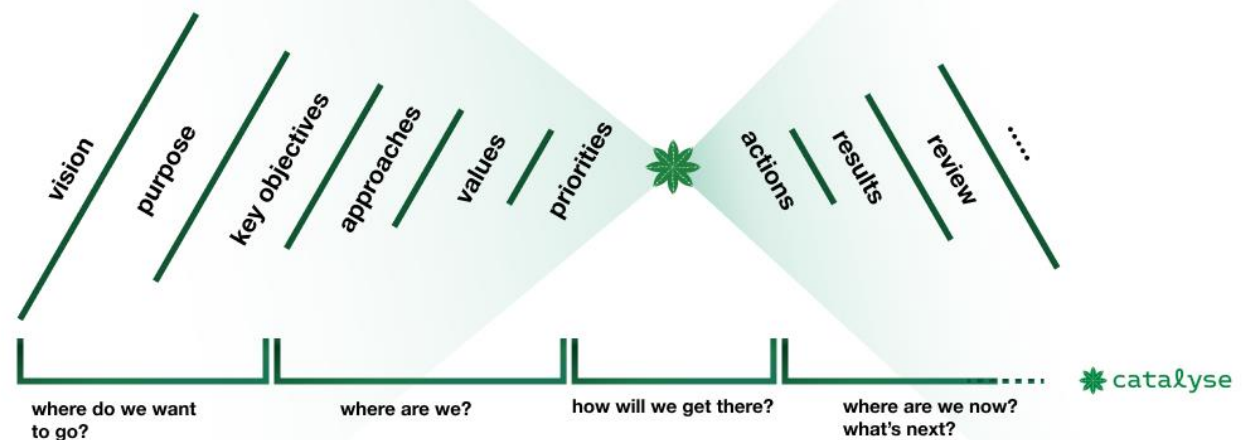 vision
purpose
key objectives
approaches
values
priorities
actions
results
review
.....
where do we want
to go?
where are we?
how will we get there?
where are we now?
what's next?
catalyse